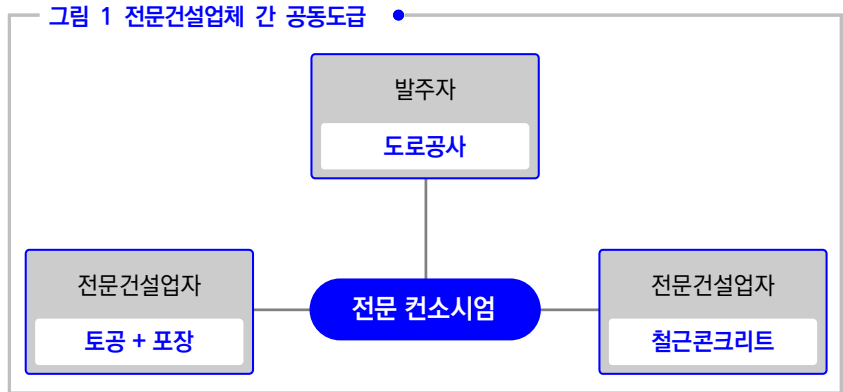 그림 1 전문건설업체 간 공동도급
발주자
도로공사
전문건설업자
토공 + 포장
전문 컨소시엄
전문건설업자
철근콘크리트